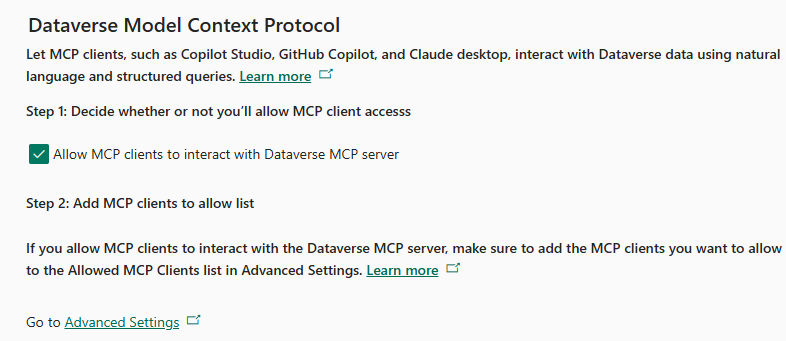 Dataverse Model Context Protocol
Let MCP clients, such as Copilot Studio, GitHub Copilot, and Claude desktop, interact with Dataverse data using natural
language and structured queries. Learn more
Step 1: Decide whether or not you'll allow MCP client accesss
Allow MCP clients to interact with Dataverse MCP server
Step 2: Add MCP clients to allow list
If you allow MCP clients to interact with the Dataverse MCP server, make sure to add the MCP clients you want to allow
to the Allowed MCP Clients list in Advanced Settings. Learn more
Go to Advanced Settings